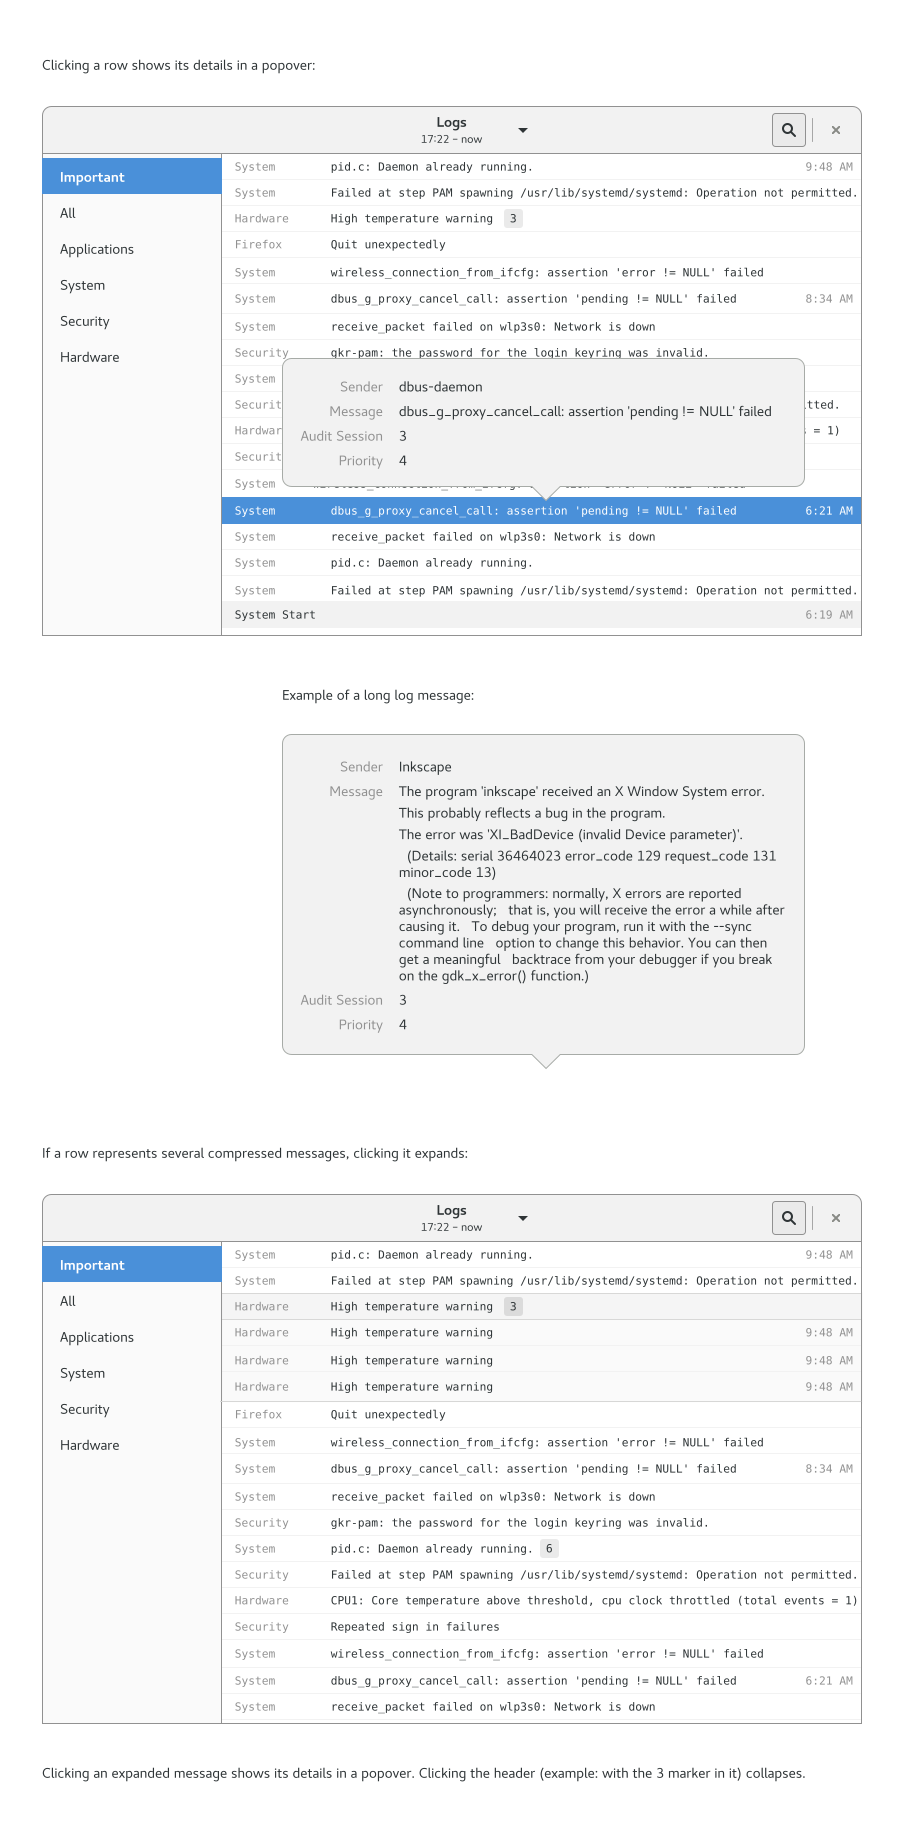 Clicking a row shows its details in a popover:
Logs
17:22 – now
Important
All
Applications
System
Security
Hardware
System pid.c: Daemon already running. 9:48 AM
System Failed at step PAM spawning /usr/lib/systemd/systemd: Operation not permitted.
Hardware High temperature warning 3
Firefox Quit unexpectedly
System wireless_connection_from_ifcfg: assertion 'error != NULL' failed
System dbus_g_proxy_cancel_call: assertion 'pending != NULL' failed 8:34 AM
System receive_packet failed on wlp3s0: Network is down
Security gkr-pam: the password for the login keyring was invalid.
System
Securit tted.
Hardwar = 1)
Securit
System
Sender dbus-daemon
Message dbus_g_proxy_cancel_call: assertion 'pending != NULL' failed
Audit Session 3
Priority 4
System dbus_g_proxy_cancel_call: assertion 'pending != NULL' failed 6:21 AM
System receive_packet failed on wlp3s0: Network is down
System pid.c: Daemon already running.
System Failed at step PAM spawning /usr/lib/systemd/systemd: Operation not permitted.
System Start 6:19 AM
Example of a long log message:
Sender Inkscape
Message The program 'inkscape' received an X Window System error.
This probably reflects a bug in the program.
The error was 'XI_BadDevice (invalid Device parameter)'.
(Details: serial 36464023 error_code 129 request_code 131
minor_code 13)
(Note to programmers: normally, X errors are reported
asynchronously; that is, you will receive the error a while after
causing it. To debug your program, run it with the --sync
command line option to change this behavior. You can then
get a meaningful backtrace from your debugger if you break
on the gdk_x_error() function.)
Audit Session 3
Priority 4
If a row represents several compressed messages, clicking it expands:
Logs
17:22 – now
Important
All
Applications
System
Security
Hardware
System pid.c: Daemon already running. 9:48 AM
System Failed at step PAM spawning /usr/lib/systemd/systemd: Operation not permitted.
Hardware High temperature warning 3
Hardware High temperature warning 9:48 AM
Hardware High temperature warning 9:48 AM
Hardware High temperature warning 9:48 AM
Firefox Quit unexpectedly
System wireless_connection_from_ifcfg: assertion 'error != NULL' failed
System dbus_g_proxy_cancel_call: assertion 'pending != NULL' failed 8:34 AM
System receive_packet failed on wlp3s0: Network is down
Security gkr-pam: the password for the login keyring was invalid.
System pid.c: Daemon already running. 6
Security Failed at step PAM spawning /usr/lib/systemd/systemd: Operation not permitted.
Hardware CPU1: Core temperature above threshold, cpu clock throttled (total events = 1)
Security Repeated sign in failures
System wireless_connection_from_ifcfg: assertion 'error != NULL' failed
System dbus_g_proxy_cancel_call: assertion 'pending != NULL' failed 6:21 AM
System receive_packet failed on wlp3s0: Network is down
Clicking an expanded message shows its details in a popover. Clicking the header (example: with the 3 marker in it) collapses.